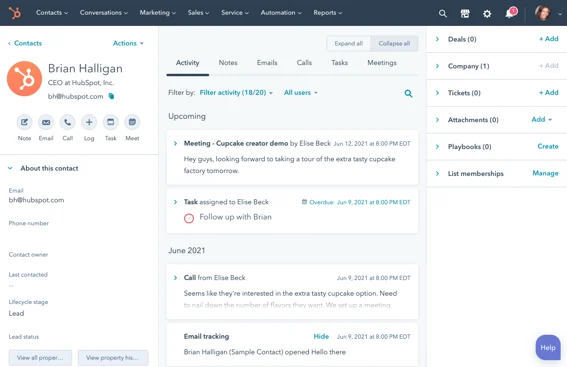 Contacts
Conversations
Marketing
Sales
Service
Automation
Reports
Contacts
Actions
Brian Halligan
CEO at HubSpot, Inc.
bh@hubspot.com
Note
Email
Call
Log
Task
Meet
About this contact
Email
bh@hubspot.com
Phone number
Contact owner
Last contacted
--
Lifecycle stage
Lead
Lead status
View all proper…
View property his…
Expand all
Collapse all
Activity
Notes
Emails
Calls
Tasks
Meetings
Filter by:
Filter activity (18/20)
All users
Upcoming
Meeting - Cupcake creator demo by Elise Beck
Jun 12, 2021 at 8:00 PM EDT
Hey guys, looking forward to taking a tour of the extra tasty cupcake
factory tomorrow.
Task assigned to Elise Beck
Overdue: Jun 9, 2021 at 8:00 PM EDT
Follow up with Brian
June 2021
Call from Elise Beck
Jun 9, 2021 at 8:00 PM EDT
Seems like they're interested in the extra tasty cupcake option. Need
to nail down the number of flavors they want. We set up a meeting
Email tracking
Hide
Jun 9, 2021 at 8:00 PM EDT
Brian Halligan (Sample Contact) opened Hello there
Deals (0)
+ Add
Company (1)
+ Add
Tickets (0)
+ Add
Attachments (0)
Add
Playbooks (0)
Create
List memberships
Manage
Help